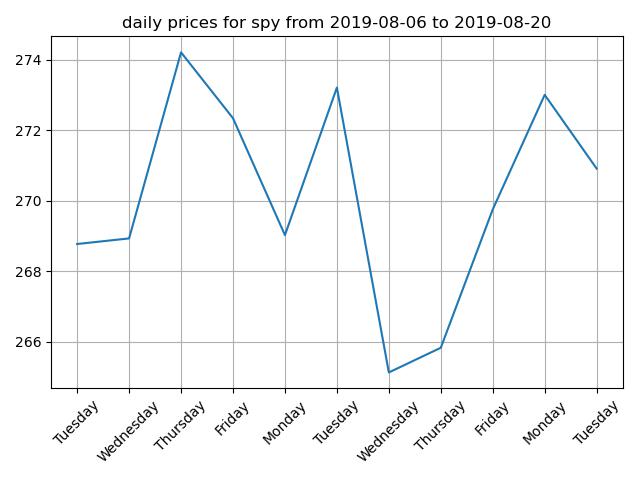 daily prices for spy from 2019-08-06 to 2019-08-20
274
272
270
268
266
Tuesday
Wednesday
Thursday
Friday
Monday
Tuesday
Wednesday
Thursday
Friday
Monday
Tuesday